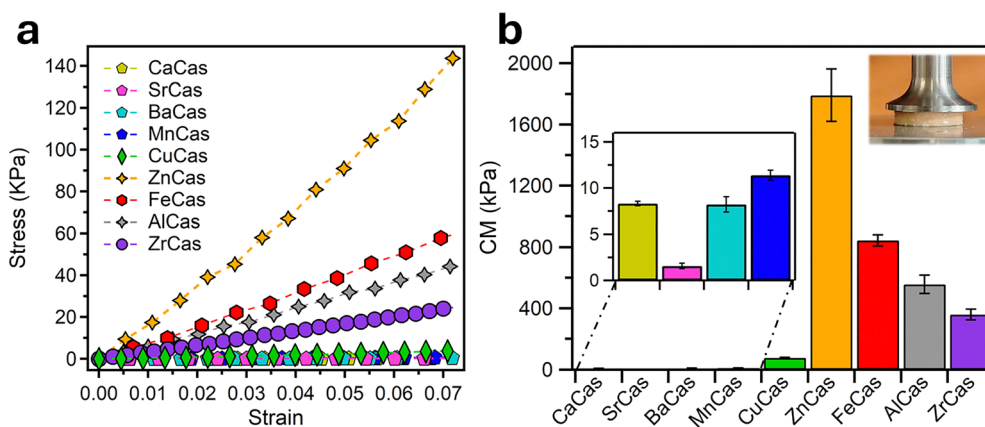 a
Stress (KPa)
140
120
100
80
60
40
20
0
CaCas
SrCas
BaCas
MnCas
CuCas
ZnCas
FeCas
AlCas
ZrCas
0.00 0.01 0.02 0.03 0.04 0.05 0.06 0.07
Strain
b
CM (kPa)
2000
1600
1200
800
400
0
15
10
5
0
CaCas
SrCas
BaCas
MnCas
CuCas
ZnCas
FeCas
AlCas
ZrCas